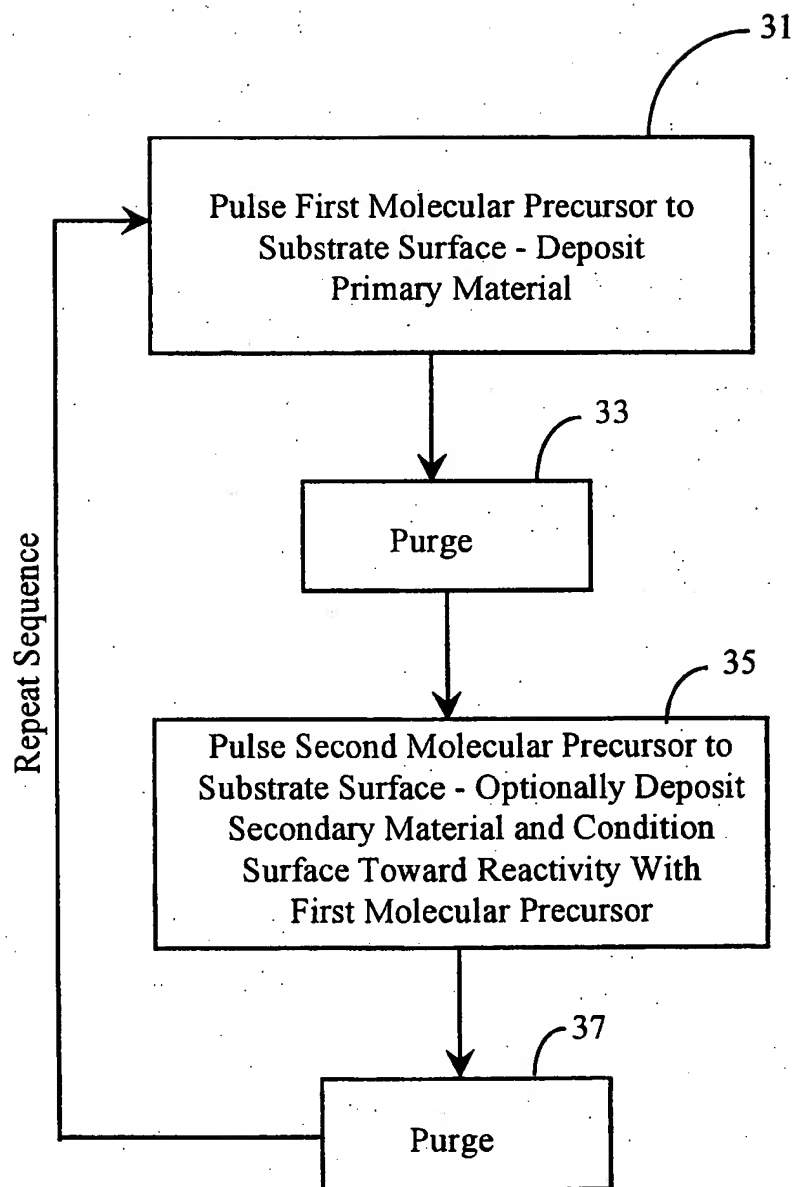 31
Pulse First Molecular Precursor to
Substrate Surface - Deposit
Primary Material
33
Purge
35
Pulse Second Molecular Precursor to
Substrate Surface - Optionally Deposit
Secondary Material and Condition
Surface Toward Reactivity With
First Molecular Precursor
37
Purge
Repeat Sequence